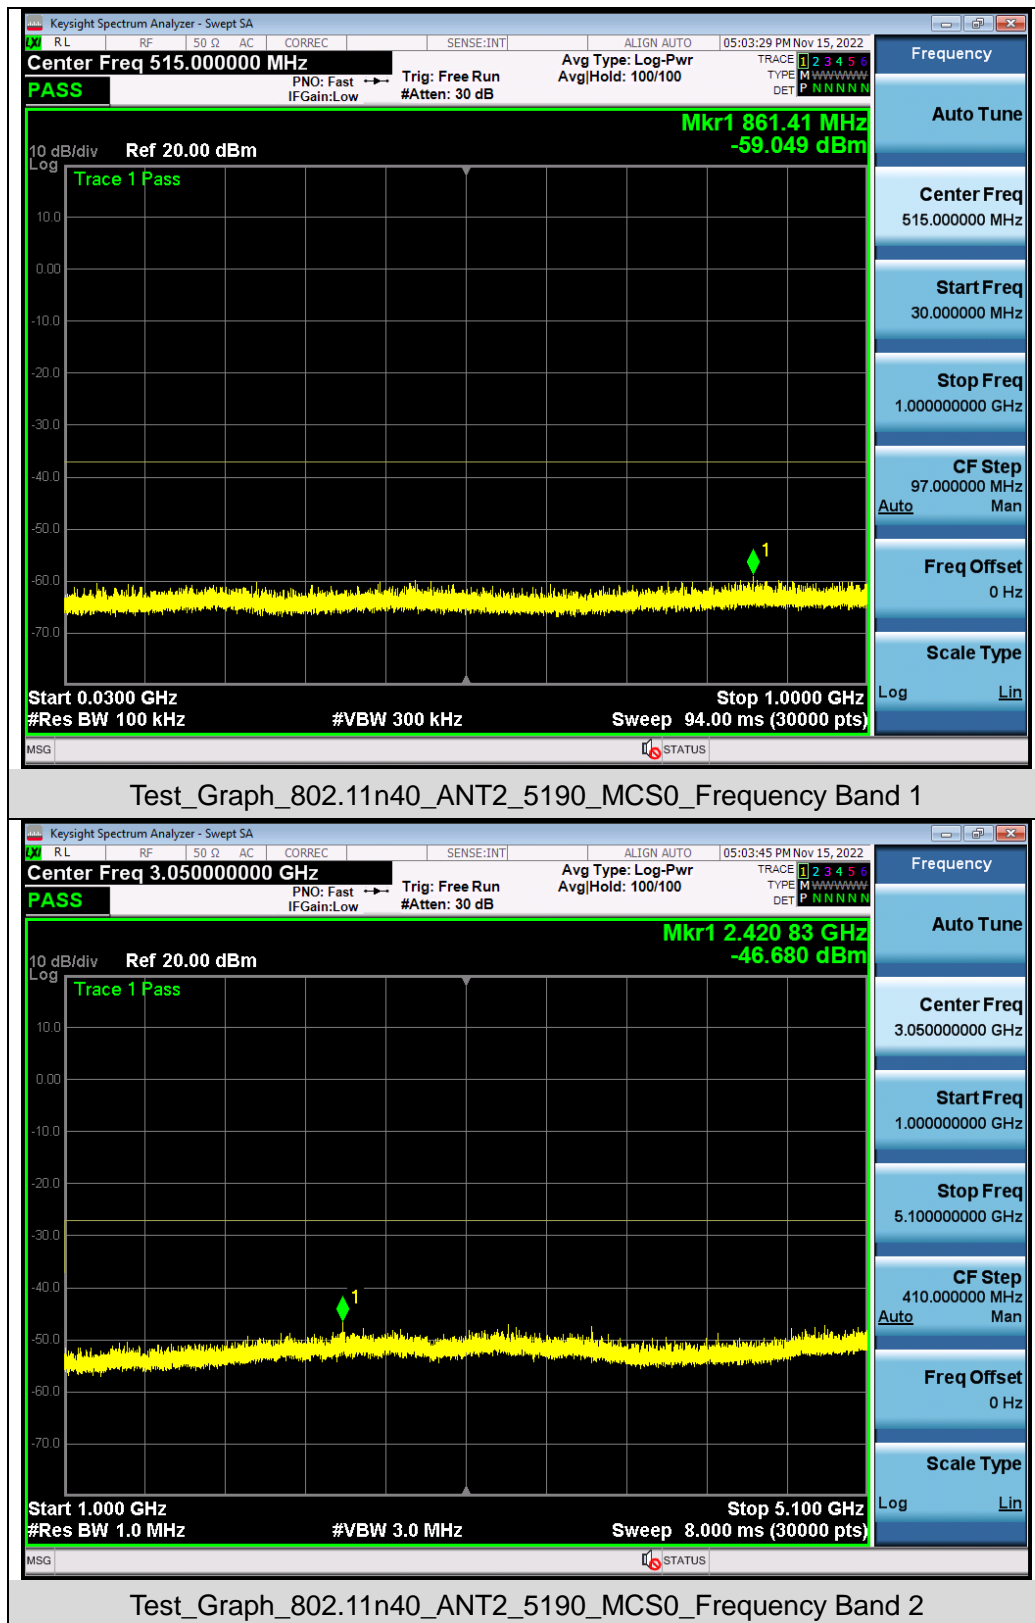 Keysight Spectrum Analyzer - Swept SA
LXI RL RF 50 Ω AC CORREC SENSE:INT ALIGN AUTO 05:03:29 PM Nov 15, 2022
Center Freq 515.000000 MHz Avg Type: Log-Pwr TRACE 1 2 3 4 5 6
PASS PNO: Fast Trig: Free Run Avg|Hold: 100/100 TYPE M WWWWW
IFGain:Low #Atten: 30 dB DET P N N N N N
Frequency
Mkr1 861.41 MHz
-59.049 dBm
10 dB/div Ref 20.00 dBm
Log
Trace 1 Pass
10.0
0.00
-10.0
-20.0
-30.0
-40.0
-50.0
-60.0
-70.0
1
Start 0.0300 GHz Stop 1.0000 GHz
#Res BW 100 kHz #VBW 300 kHz Sweep 94.00 ms (30000 pts)
MSG STATUS
Auto Tune
Center Freq
515.000000 MHz
Start Freq
30.000000 MHz
Stop Freq
1.000000000 GHz
CF Step
97.000000 MHz
Auto Man
Freq Offset
0 Hz
Scale Type
Log Lin
Test_Graph_802.11n40_ANT2_5190_MCS0_Frequency Band 1
Keysight Spectrum Analyzer - Swept SA
LXI RL RF 50 Ω AC CORREC SENSE:INT ALIGN AUTO 05:03:45 PM Nov 15, 2022
Center Freq 3.050000000 GHz Avg Type: Log-Pwr TRACE 1 2 3 4 5 6
PASS PNO: Fast Trig: Free Run Avg|Hold: 100/100 TYPE M WWWWW
IFGain:Low #Atten: 30 dB DET P N N N N N
Frequency
Mkr1 2.420 83 GHz
-46.680 dBm
10 dB/div Ref 20.00 dBm
Log
Trace 1 Pass
10.0
0.00
-10.0
-20.0
-30.0
-40.0
-50.0
-60.0
-70.0
1
Start 1.000 GHz Stop 5.100 GHz
#Res BW 1.0 MHz #VBW 3.0 MHz Sweep 8.000 ms (30000 pts)
MSG STATUS
Auto Tune
Center Freq
3.050000000 GHz
Start Freq
1.000000000 GHz
Stop Freq
5.100000000 GHz
CF Step
410.000000 MHz
Auto Man
Freq Offset
0 Hz
Scale Type
Log Lin
Test_Graph_802.11n40_ANT2_5190_MCS0_Frequency Band 2